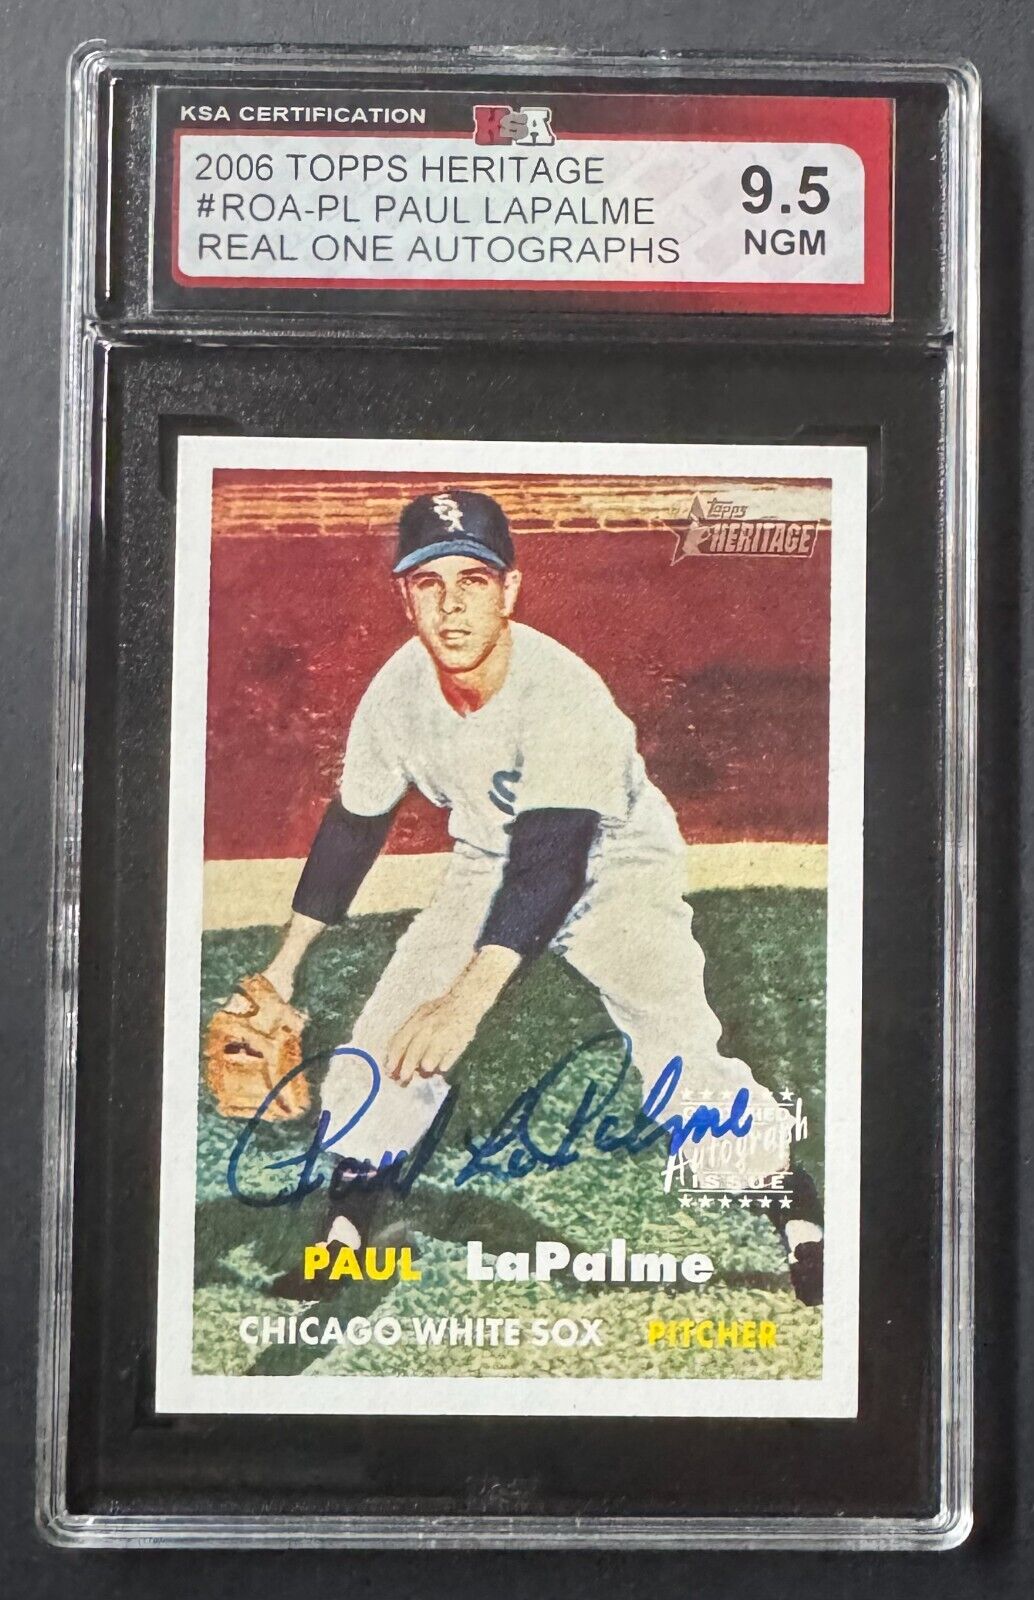 KSA CERTIFICATION
KSA
2006 TOPPS HERITAGE
#ROA-PL PAUL LAPALME
REAL ONE AUTOGRAPHS
9.5
NGM
SOX
Topps
HERITAGE
S
Paul LaPalme
CERTIFIED
Autograph
ISSUE
PAUL LaPalme
CHICAGO WHITE SOX PITCHER